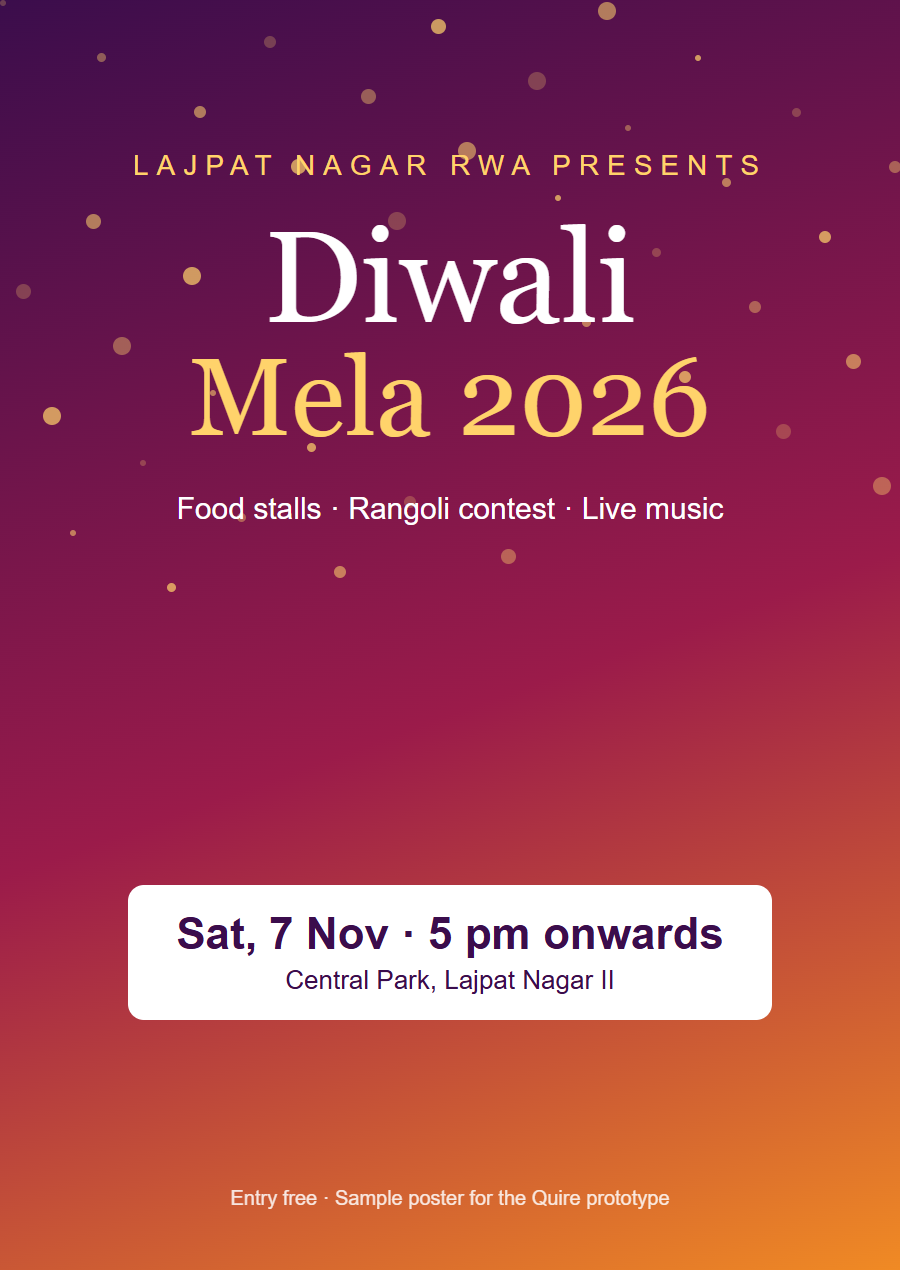 LAJPAT NAGAR RWA PRESENTS
Diwali
Mela 2026
Food stalls · Rangoli contest · Live music
Sat, 7 Nov · 5 pm onwards
Central Park, Lajpat Nagar II
Entry free · Sample poster for the Quire prototype